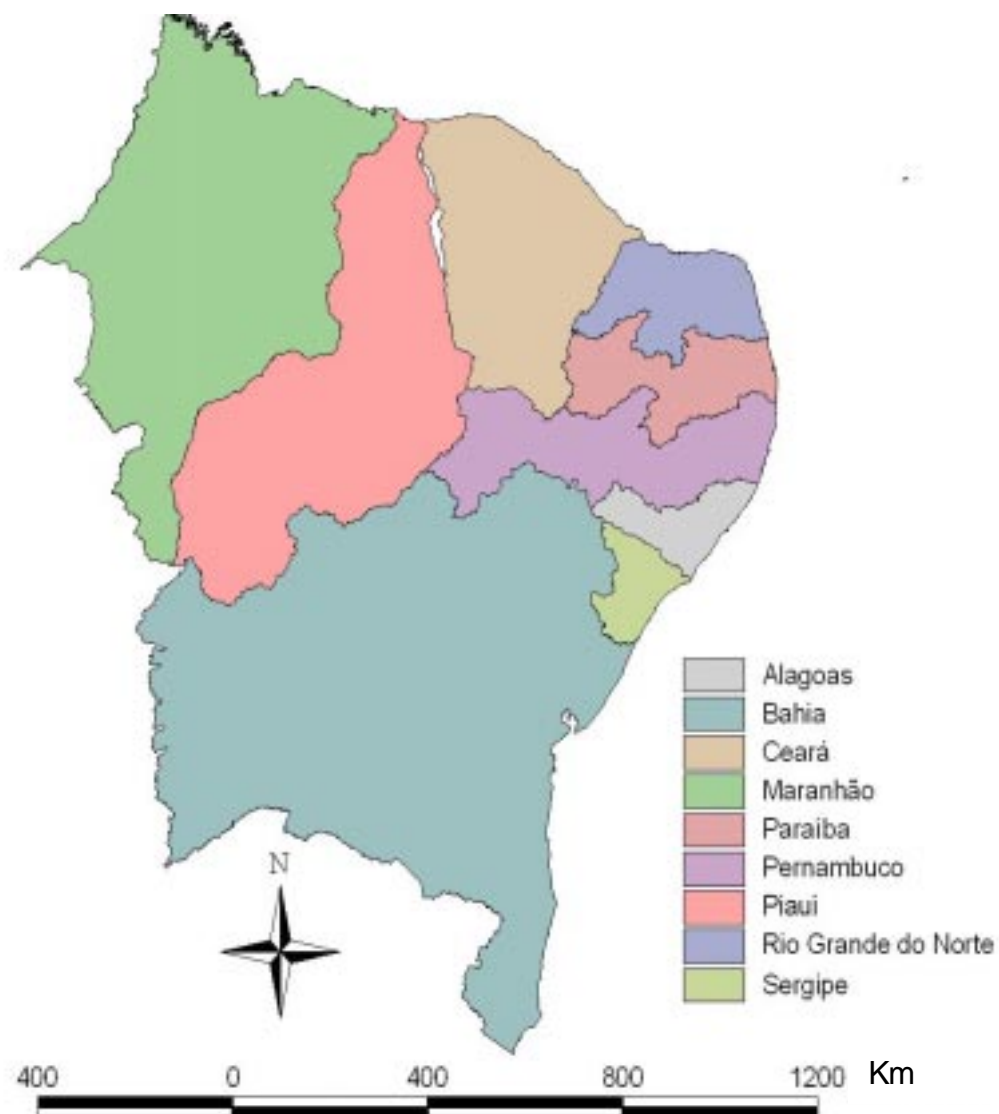 Alagoas
Bahia
Ceará
Maranhão
Paraiba
Pernambuco
Piaui
Rio Grande do Norte
Sergipe
N
400 0 400 800 1200 Km